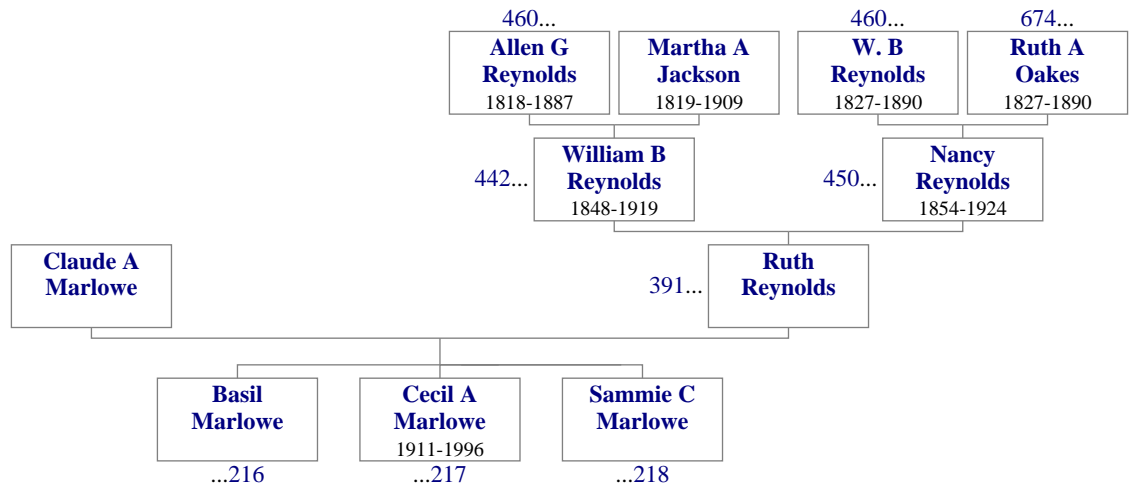 460...
460...
674...
Allen G
Reynolds
1818-1887
Martha A
Jackson
1819-1909
W. B
Reynolds
1827-1890
Ruth A
Oakes
1827-1890
442...
William B
Reynolds
1848-1919
450...
Nancy
Reynolds
1854-1924
Claude A
Marlowe
391...
Ruth
Reynolds
Basil
Marlowe
Cecil A
Marlowe
1911-1996
Sammie C
Marlowe
...216
...217
...218